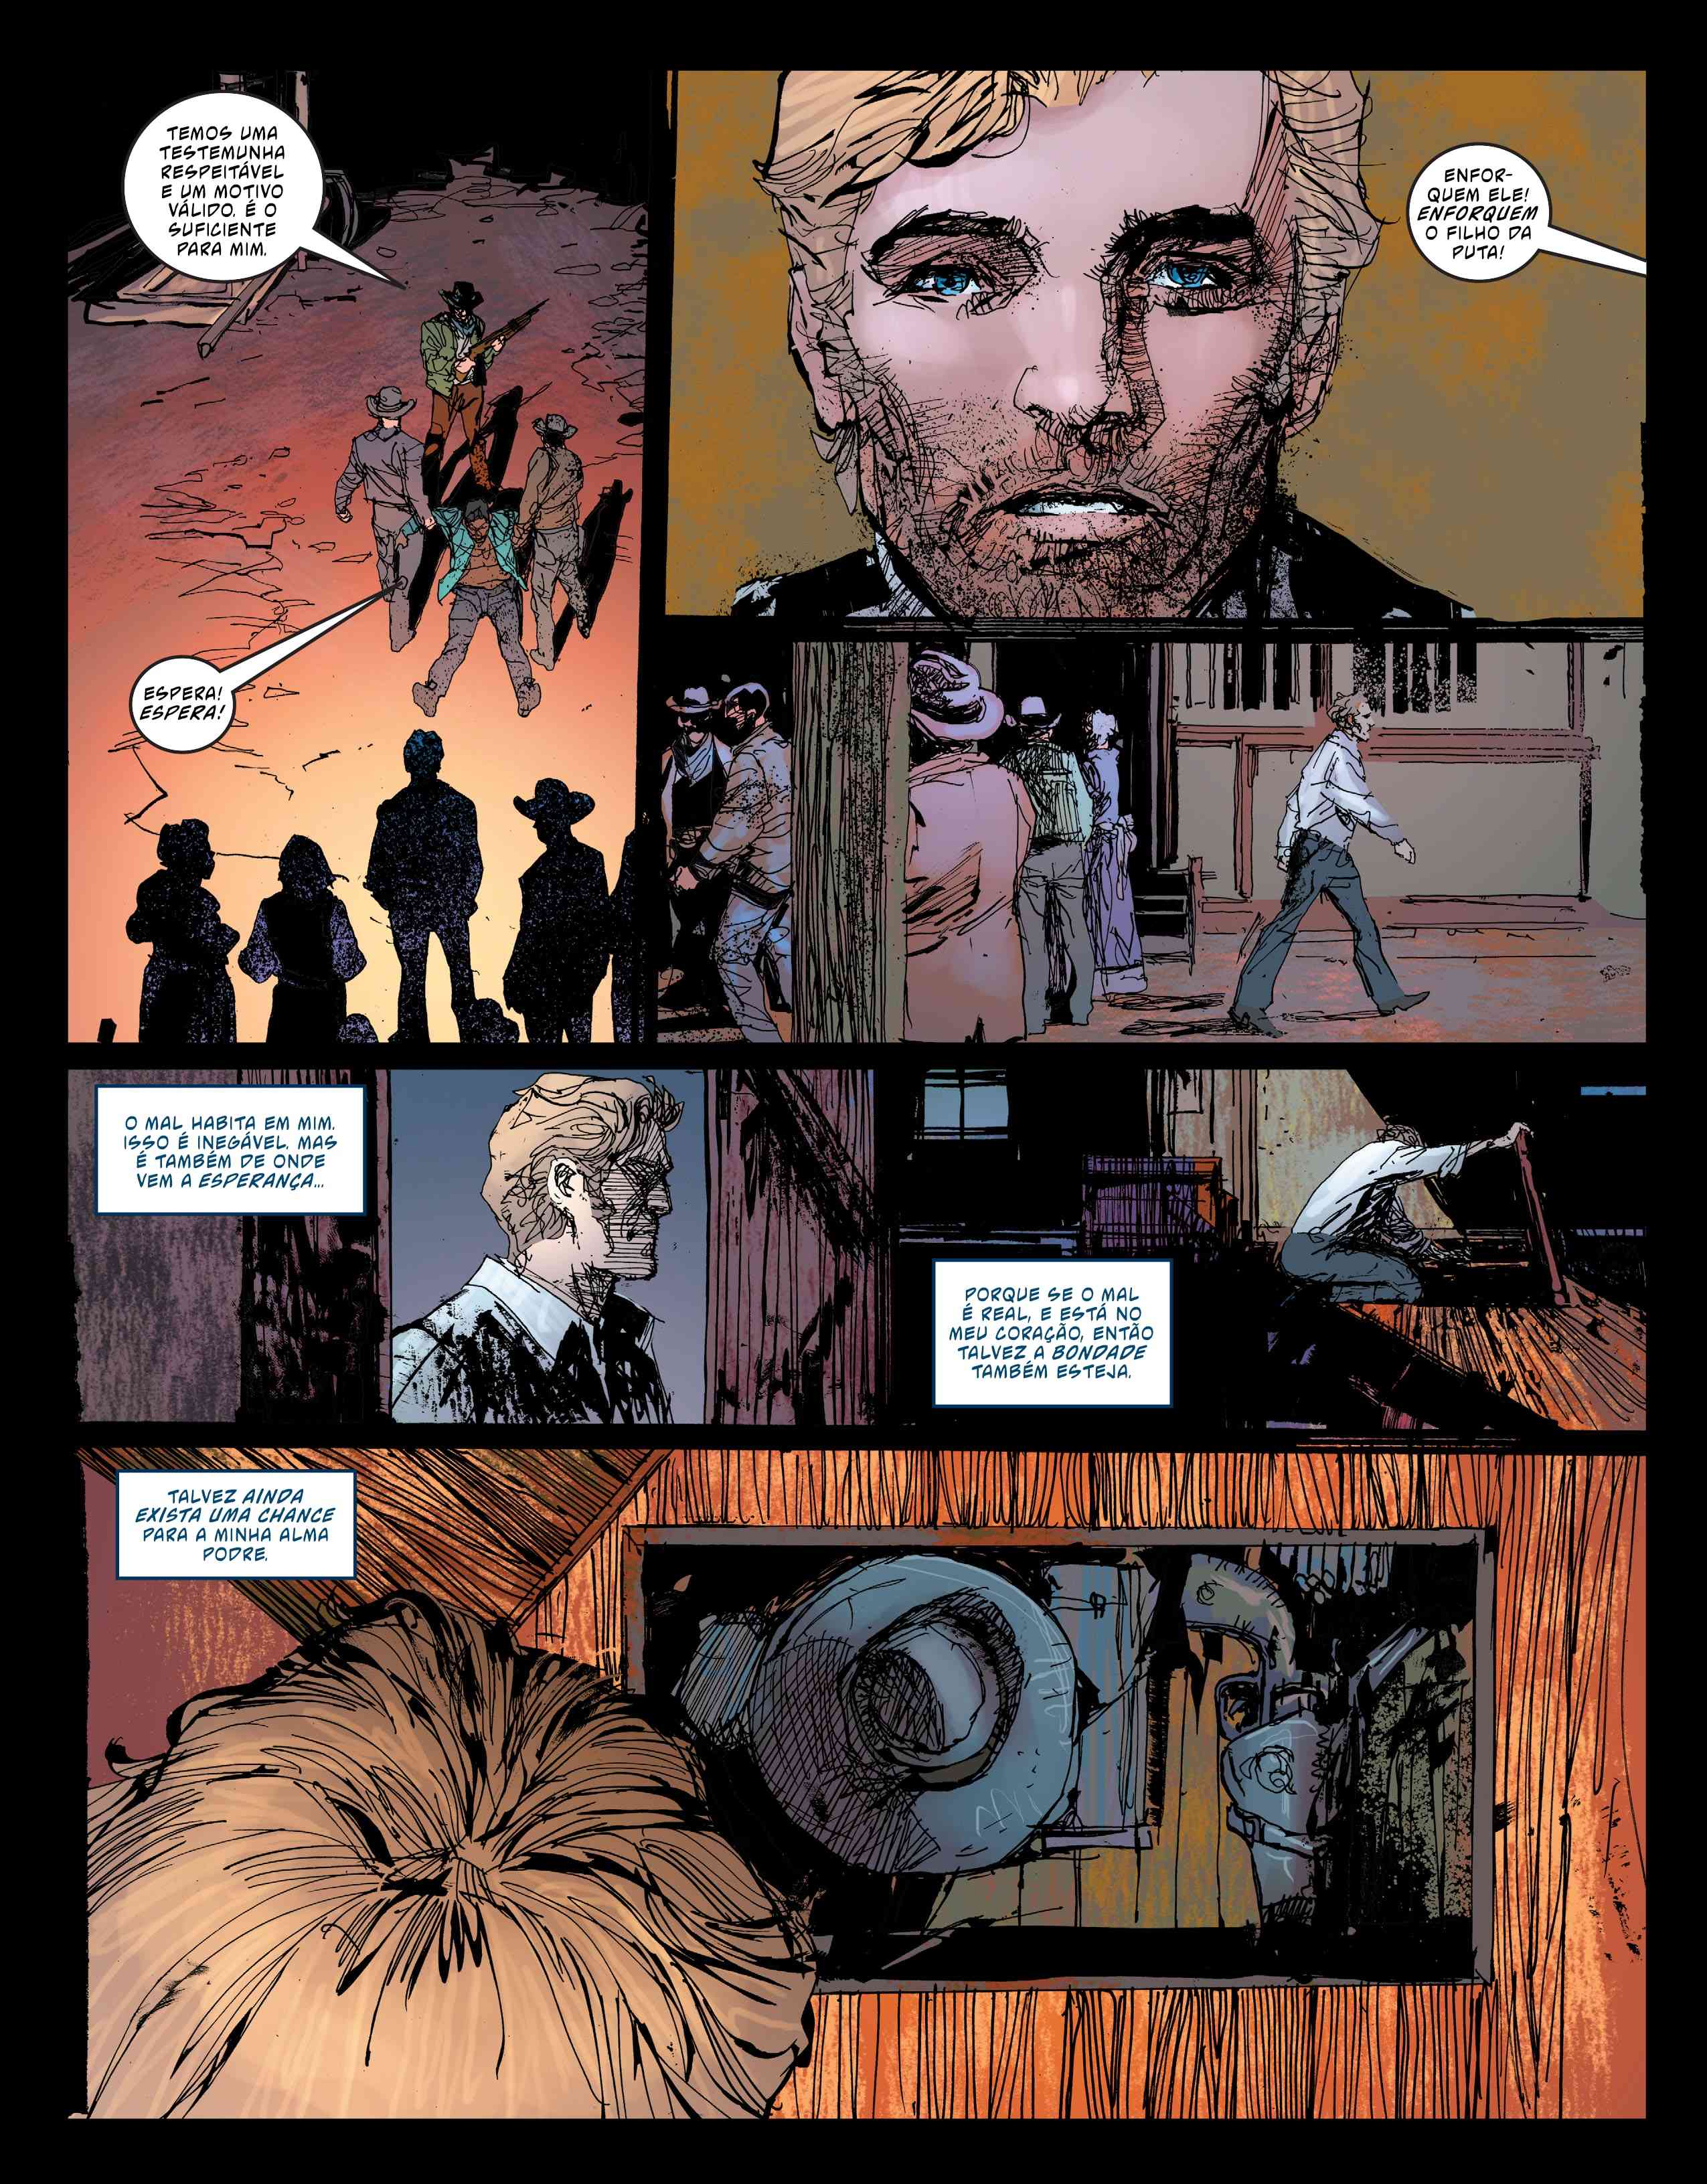 TEMOS UMA
TESTEMUNHA
RESPEITÁVEL
E UM MOTIVO
VÁLIDO. É O
SUFICIENTE
PARA MIM.
ESPERA!
ESPERA!
ENFOR-
QUEM ELE!
ENFORQUEM
O FILHO DA
PUTA!
O MAL HABITA EM MIM.
ISSO É INEGÁVEL. MAS
É TAMBÉM DE ONDE
VEM A ESPERANÇA...
PORQUE SE O MAL
É REAL, E ESTÁ NO
MEU CORAÇÃO, ENTÃO
TALVEZ A BONDADE
TAMBÉM ESTEJA.
TALVEZ AINDA
EXISTA UMA CHANCE
PARA A MINHA ALMA
PODRE.